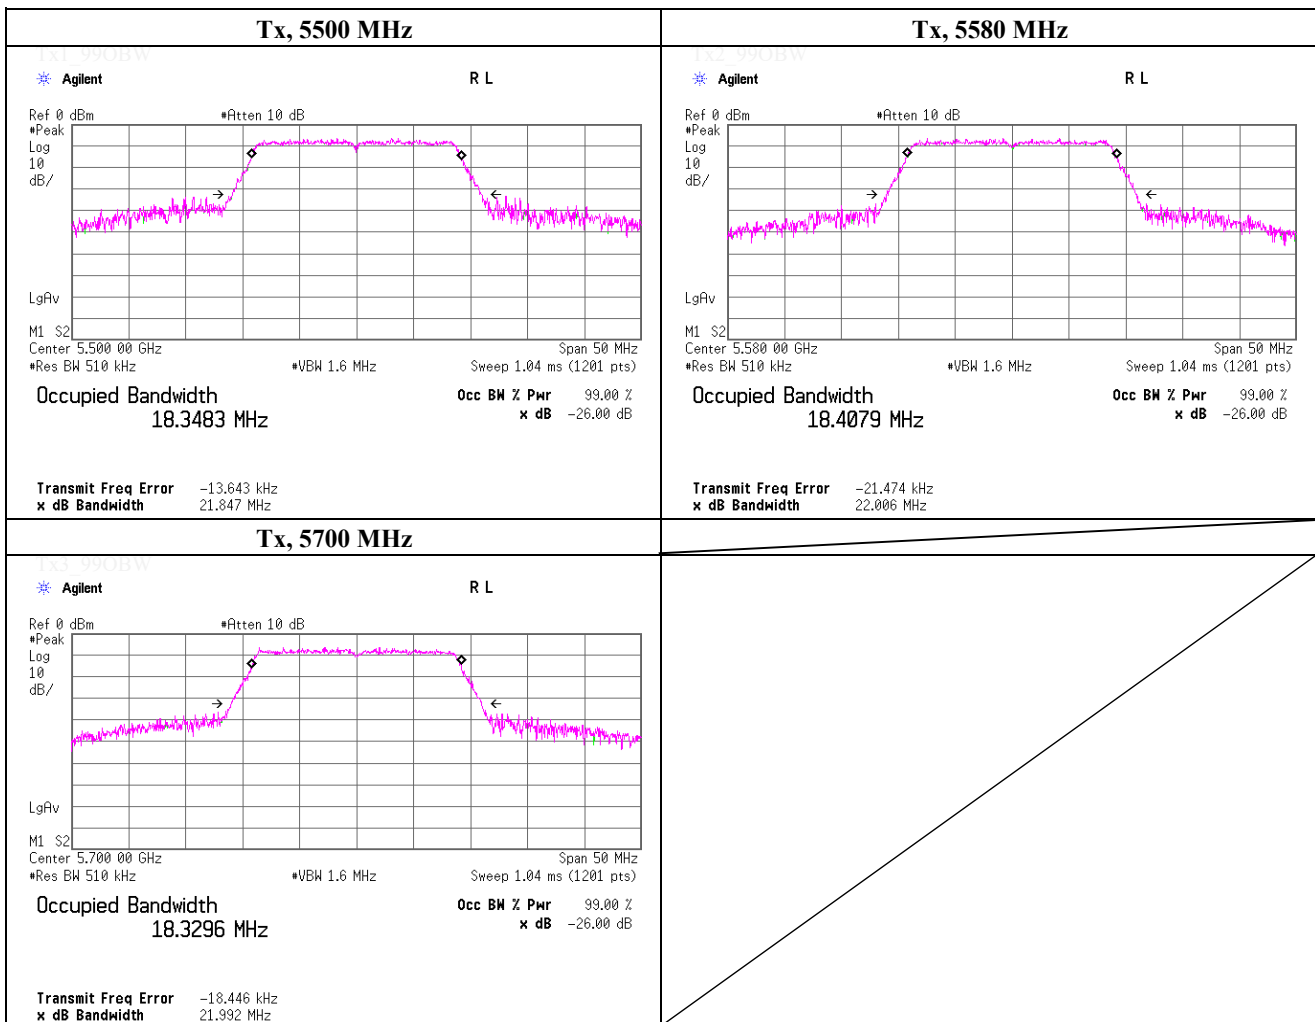 Tx, 5500 MHz
Tx1_99OBW
Agilent R L
Ref 0 dBm #Atten 10 dB
#Peak
Log
10
dB/
LgAv
M1 S2
Center 5.500 00 GHz Span 50 MHz
#Res BW 510 kHz #VBW 1.6 MHz Sweep 1.04 ms (1201 pts)
Occupied Bandwidth Occ BW % Pwr 99.00 %
18.3483 MHz x dB -26.00 dB
Transmit Freq Error -13.643 kHz
x dB Bandwidth 21.847 MHz
Tx, 5580 MHz
Tx2_99OBW
Agilent R L
Ref 0 dBm #Atten 10 dB
#Peak
Log
10
dB/
LgAv
M1 S2
Center 5.580 00 GHz Span 50 MHz
#Res BW 510 kHz #VBW 1.6 MHz Sweep 1.04 ms (1201 pts)
Occupied Bandwidth Occ BW % Pwr 99.00 %
18.4079 MHz x dB -26.00 dB
Transmit Freq Error -21.474 kHz
x dB Bandwidth 22.006 MHz
Tx, 5700 MHz
Tx3_99OBW
Agilent R L
Ref 0 dBm #Atten 10 dB
#Peak
Log
10
dB/
LgAv
M1 S2
Center 5.700 00 GHz Span 50 MHz
#Res BW 510 kHz #VBW 1.6 MHz Sweep 1.04 ms (1201 pts)
Occupied Bandwidth Occ BW % Pwr 99.00 %
18.3296 MHz x dB -26.00 dB
Transmit Freq Error -18.446 kHz
x dB Bandwidth 21.992 MHz